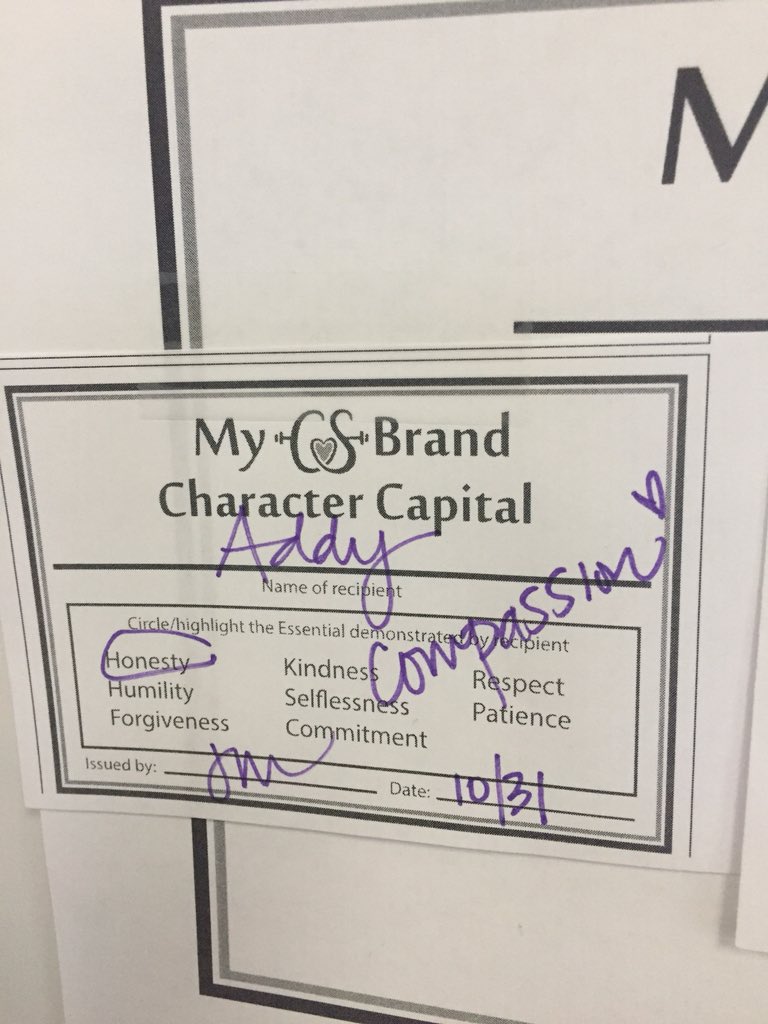 M
My CS Brand
Character Capital
Addy
Name of recipient
Circle/highlight the Essential demonstrated by recipient
Compassion
Honesty Kindness Respect
Humility Selflessness Patience
Forgiveness Commitment
Issued by: JM Date: 10/31